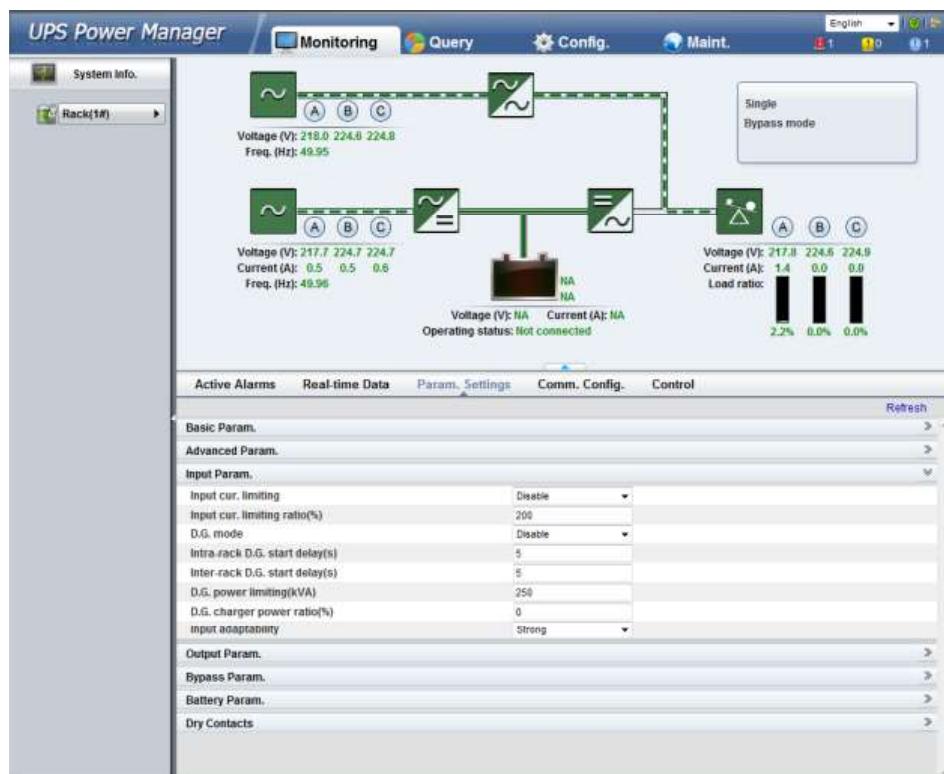 UPS Power Manager
Monitoring
Query
Config.
Maint.
English
1
0
1
System Info.
Rack(1#)
A B C
Voltage (V): 218.0 224.6 224.8
Freq. (Hz): 49.95
Single
Bypass mode
A B C
Voltage (V): 217.7 224.7 224.7
Current (A): 0.5 0.5 0.6
Freq. (Hz): 49.96
NA
NA
Voltage (V): NA Current (A): NA
Operating status: Not connected
A B C
Voltage (V): 217.8 224.6 224.9
Current (A): 1.4 0.0 0.0
Load ratio:
2.2% 0.0% 0.0%
Active Alarms Real-time Data Param. Settings Comm. Config. Control
Refresh
Basic Param.
Advanced Param.
Input Param.
Input cur. limiting Disable
Input cur. limiting ratio(%) 200
D.G. mode Disable
Intra-rack D.G. start delay(s) 5
Inter-rack D.G. start delay(s) 5
D.G. power limiting(kVA) 250
D.G. charger power ratio(%) 0
Input adaptability Strong
Output Param.
Bypass Param.
Battery Param.
Dry Contacts